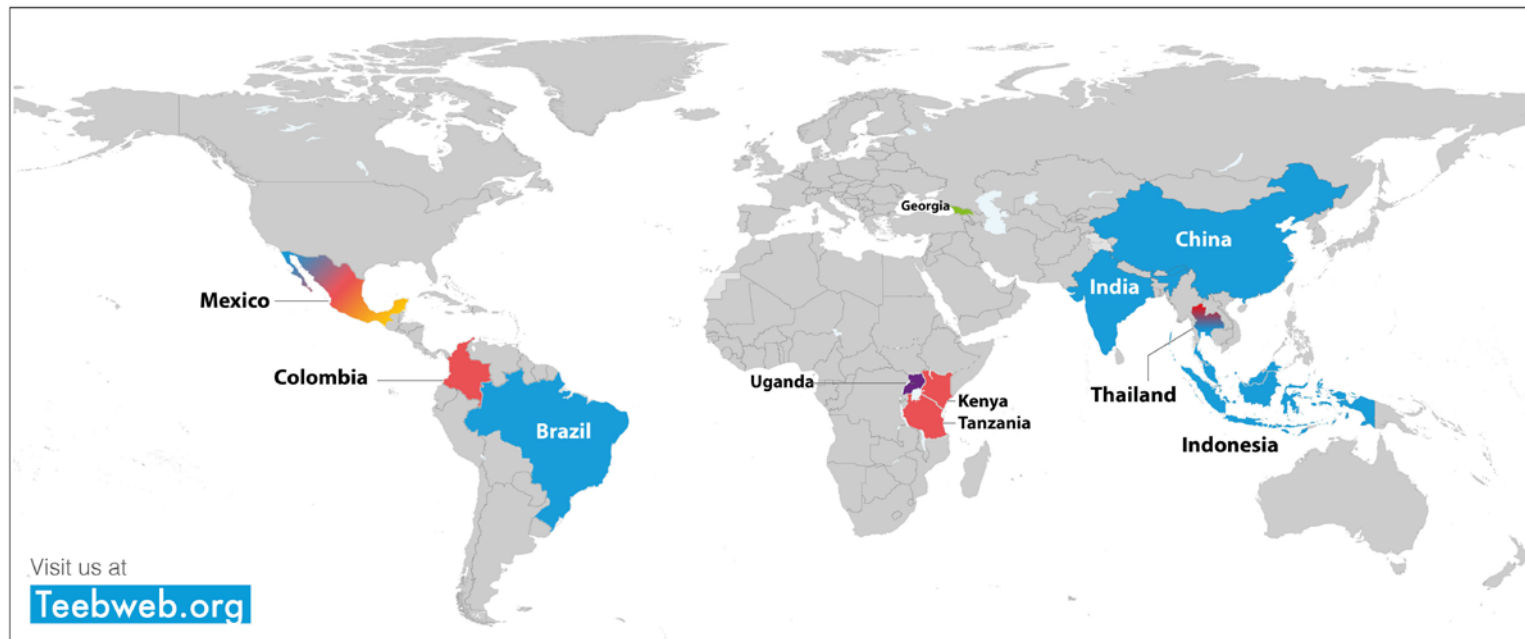 Georgia
China
India
Mexico
Colombia
Uganda
Kenya
Thailand
Tanzania
Brazil
Indonesia
Visit us at
Teebweb.org